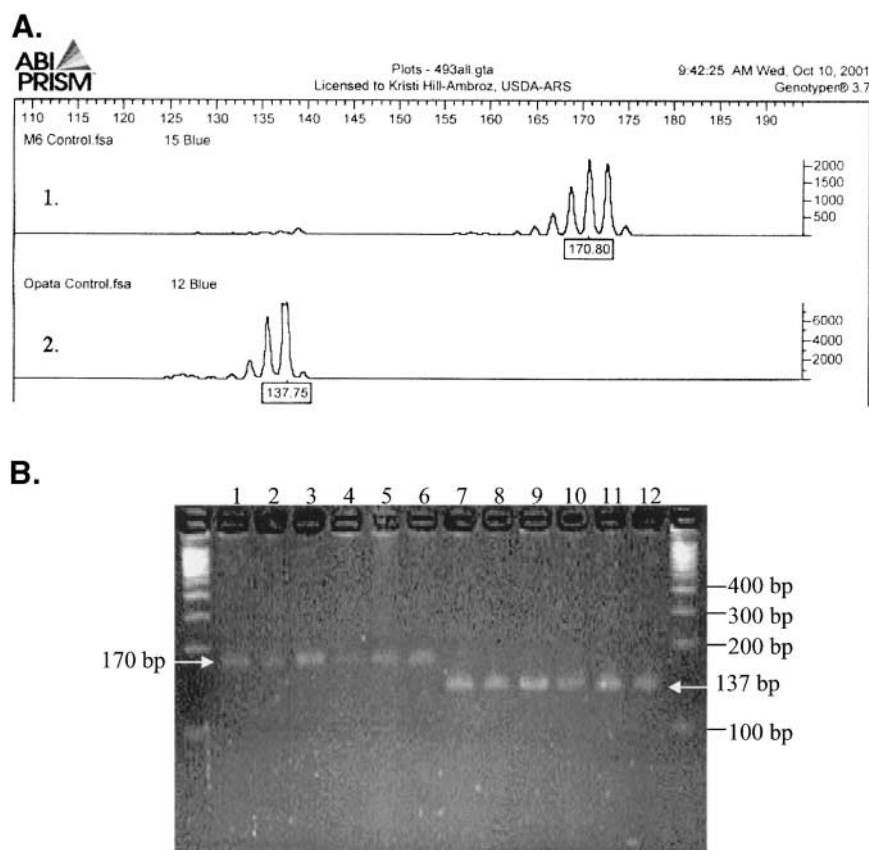 A.
ABI
PRISM™
Plots - 493all.gta
9:42:25 AM Wed, Oct 10, 2001
Licensed to Kristi Hill-Ambroz, USDA-ARS
Genotyper® 3.7
110 115 120 125 130 135 140 145 150 155 160 165 170 175 180 185 190
M6 Control.fsa 15 Blue
1.
2000
1500
1000
500
170.80
Opata Control.fsa 12 Blue
2.
6000
4000
2000
137.75
B.
1 2 3 4 5 6 7 8 9 10 11 12
400 bp
300 bp
200 bp
170 bp
137 bp
100 bp